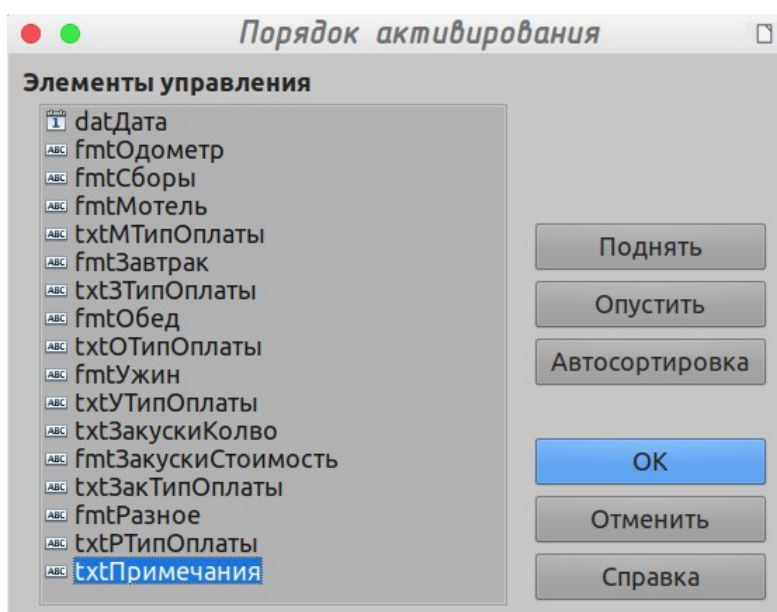 Порядок активирования
Элементы управления
datДата
fmtОдометр
fmtСборы
fmtМотель
txtМТипОплаты
fmtЗавтрак
txtЗТипОплаты
fmtОбед
txtОТипОплаты
fmtУжин
txtУТипОплаты
txtЗакускиКолво
fmtЗакускиСтоимость
txtЗакТипОплаты
fmtРазное
txtРТипОплаты
txtПримечания
Поднять
Опустить
Автосортировка
OK
Отменить
Справка